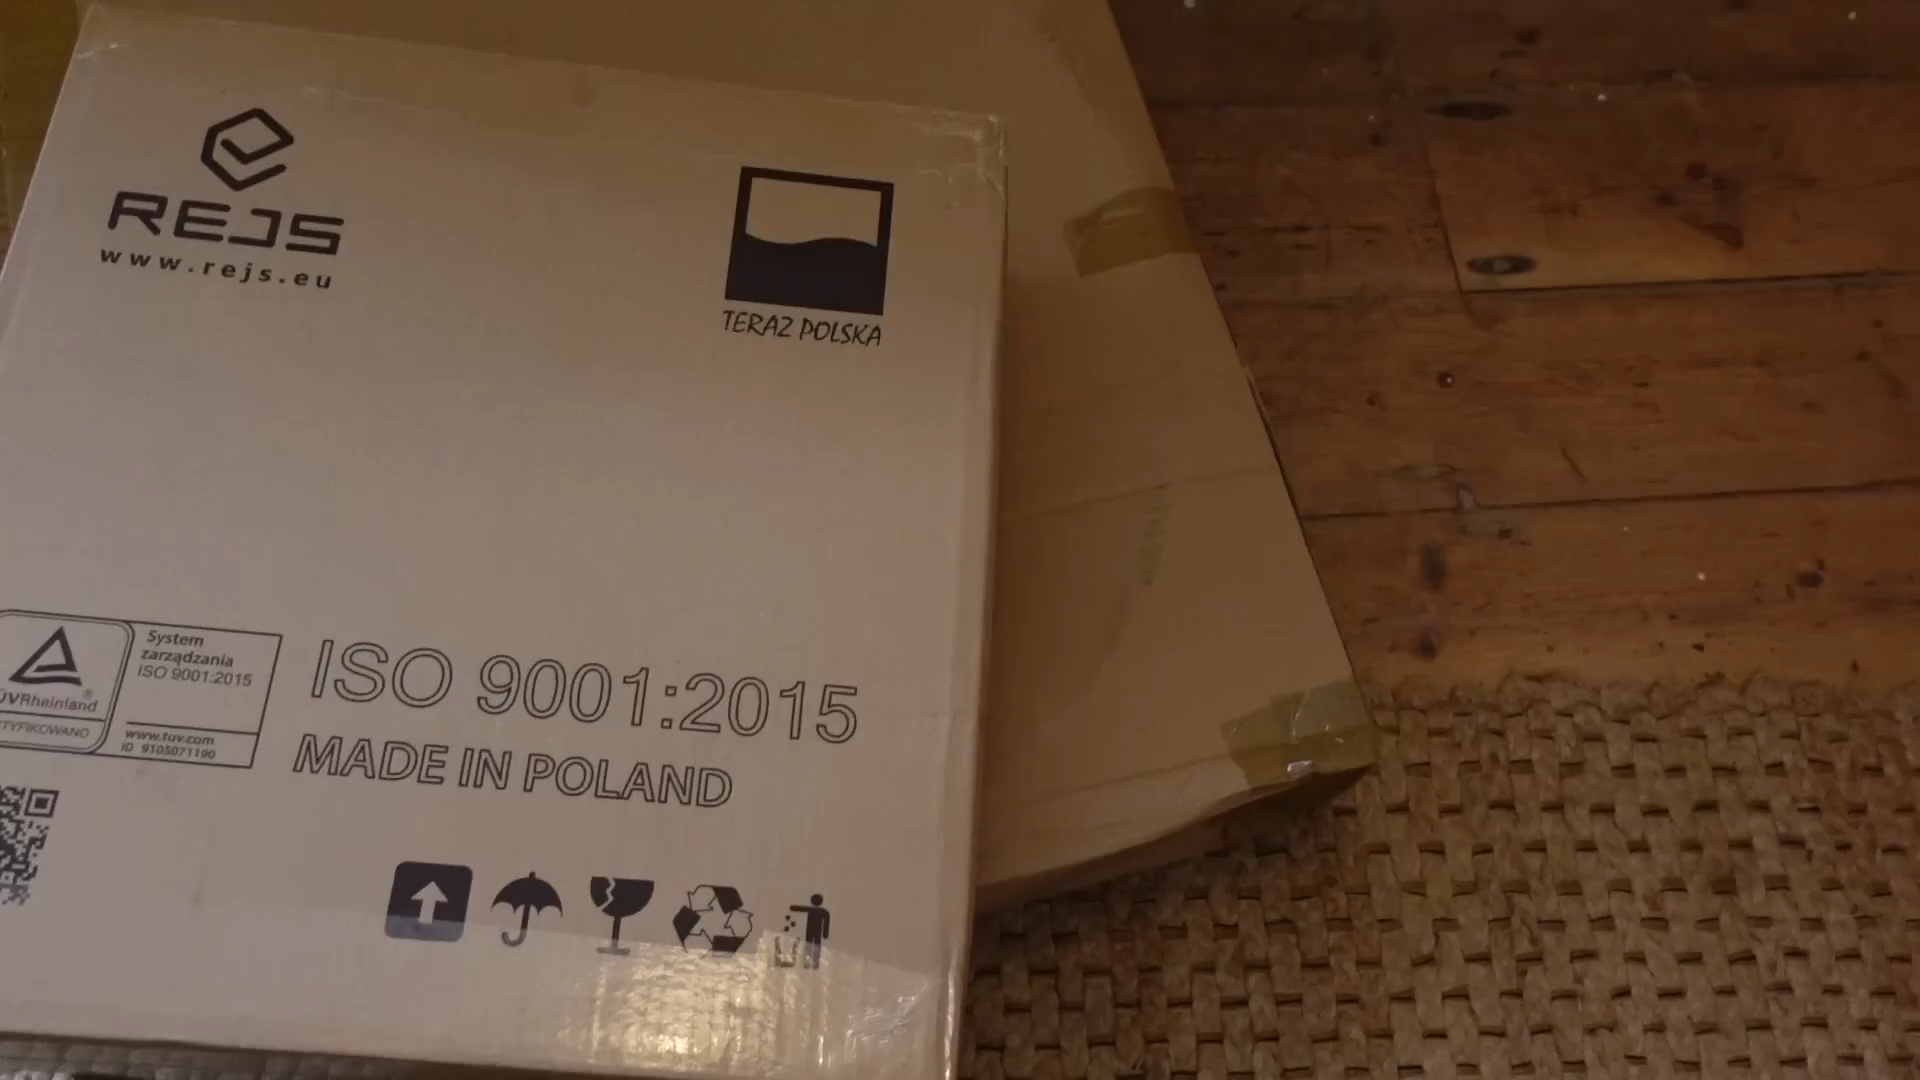 REJS
www.rejs.eu
TERAZ POLSKA
System
zarządzania
ISO 9001:2015
www.tuv.com
ID 9105071190
ISO 9001:2015
MADE IN POLAND